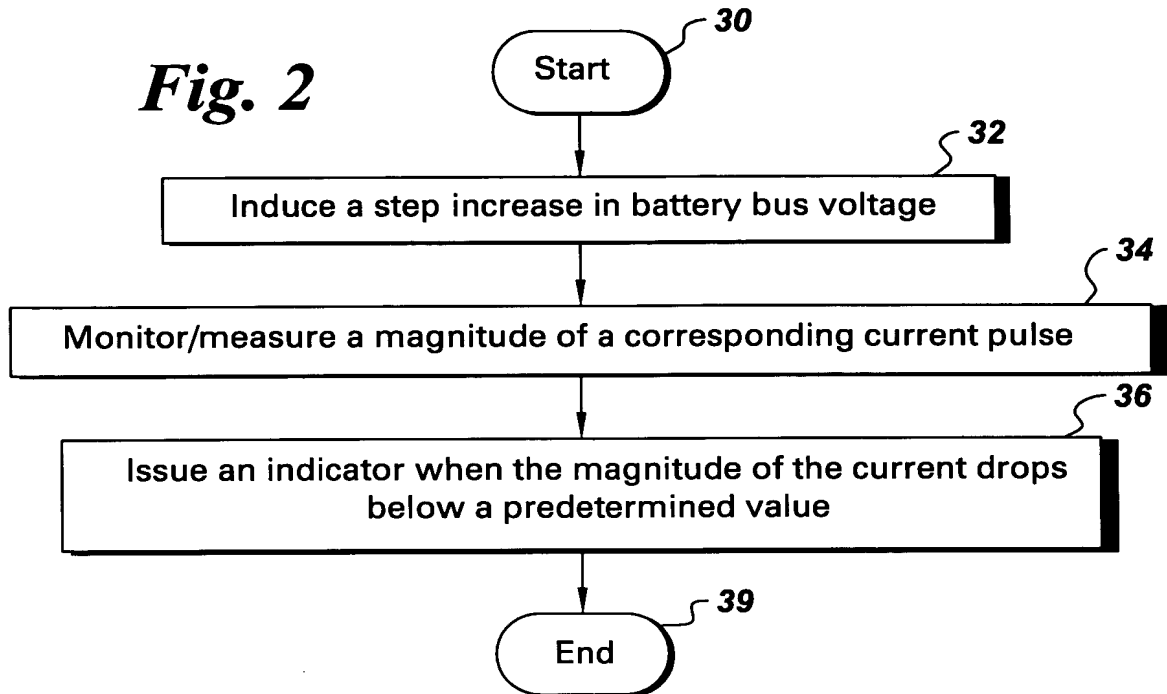 Fig. 2
30
Start
32
Induce a step increase in battery bus voltage
34
Monitor/measure a magnitude of a corresponding current pulse
36
Issue an indicator when the magnitude of the current drops
below a predetermined value
39
End